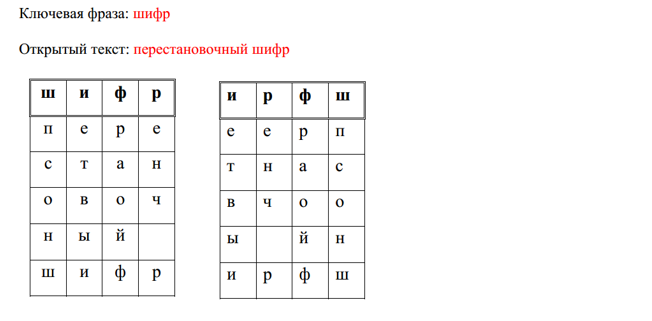 Ключевая фраза: шифр
Открытый текст: перестановочный шифр
ш и ф р
п е р е
с т а н
о в о ч
н ы й
ш и ф р
и р ф ш
е е р п
т н а с
в ч о о
ы й н
и р ф ш